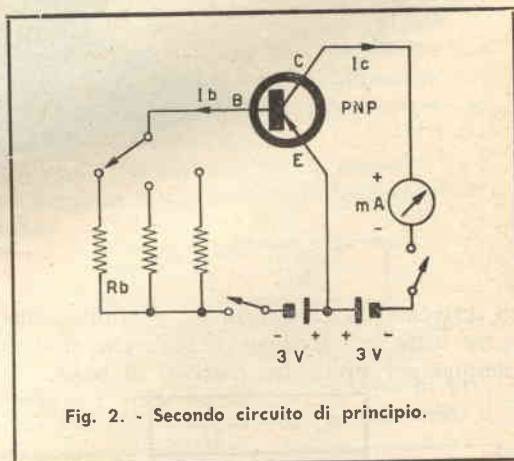 C
Ic
Ib
B
PNP
E
+
mA
-
Rb
- + + -
3 V 3 V
Fig. 2. - Secondo circuito di principio.